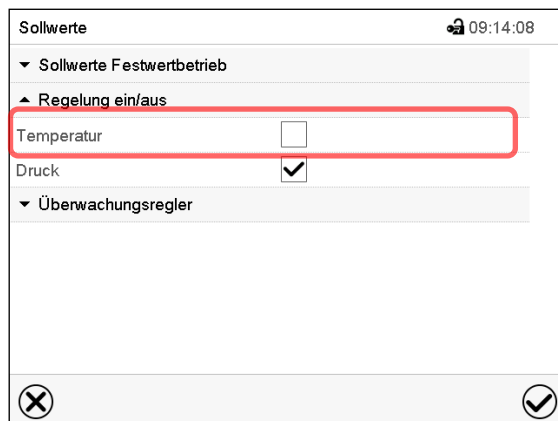 Sollwerte 09:14:08
Sollwerte Festwertbetrieb
Regelung ein/aus
Temperatur
Druck
Überwachungsregler